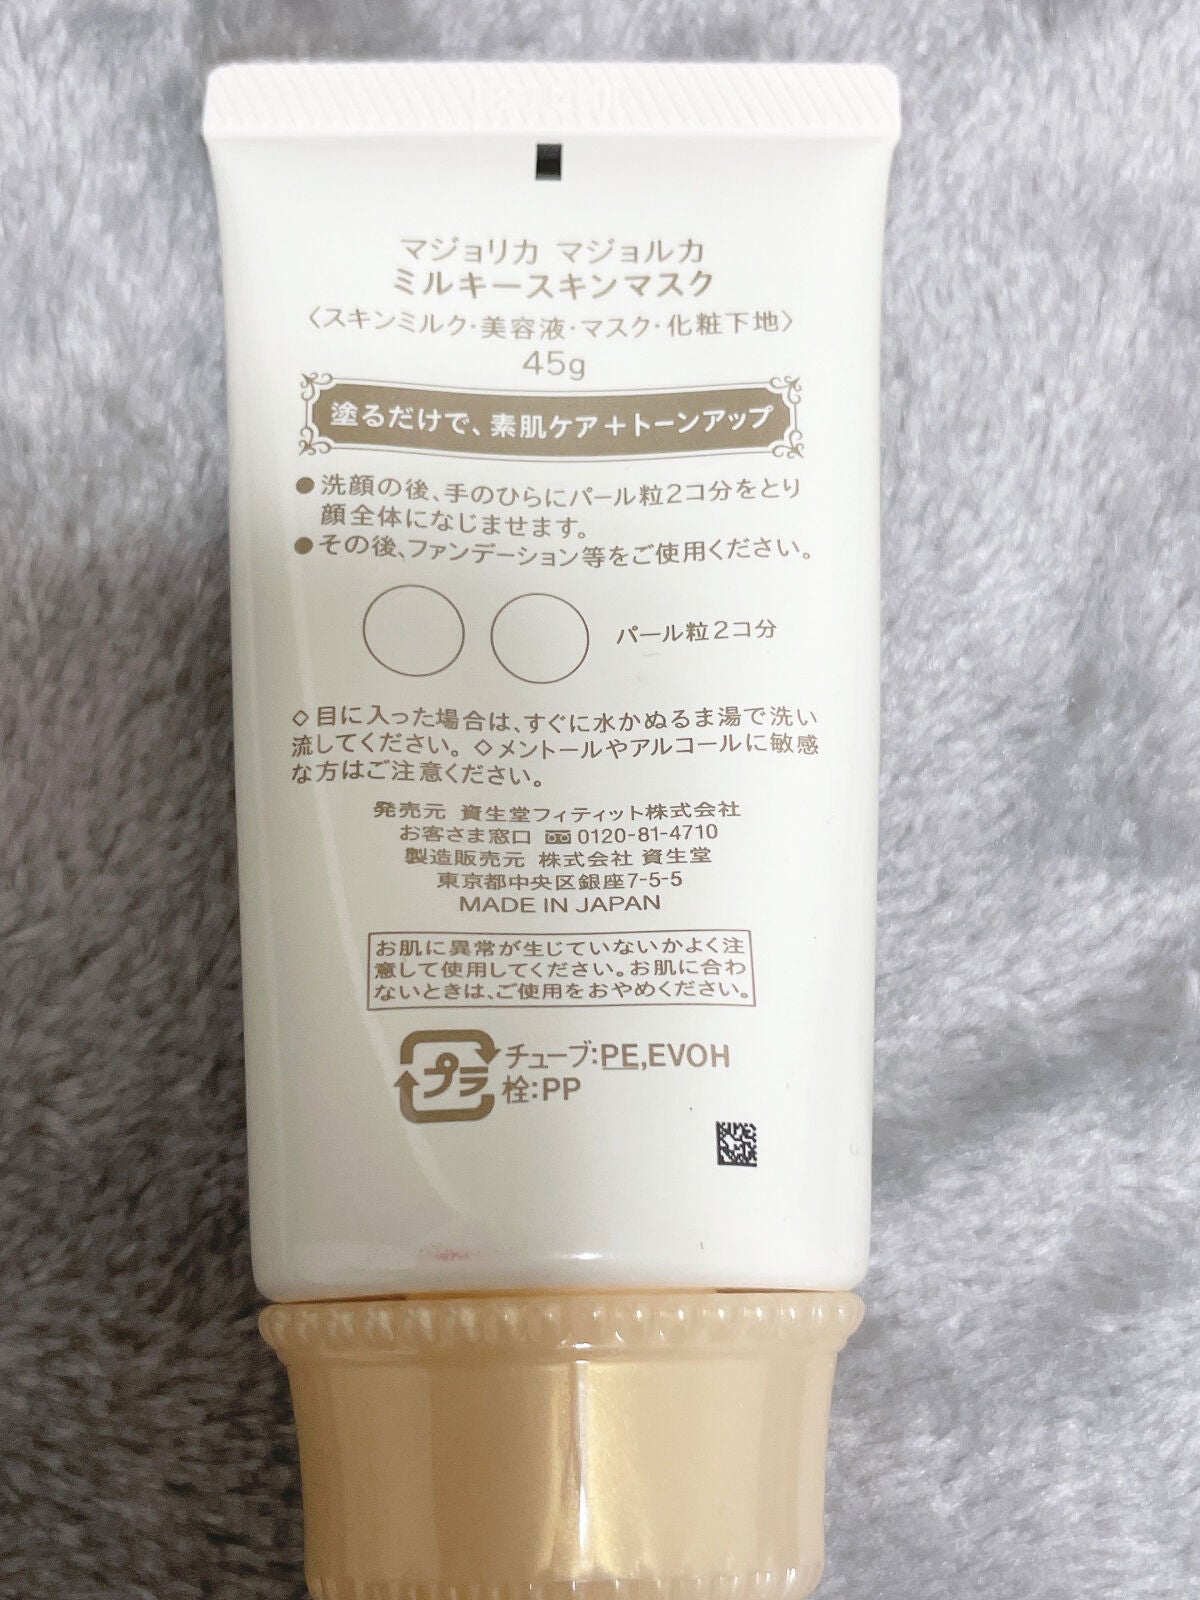 マジョリカ マジョルカ
ミルキースキンマスク
〈スキンミルク・美容液・マスク・化粧下地〉
45g
塗るだけで、素肌ケア＋トーンアップ
●洗顔の後、手のひらにパール粒2コ分をとり
顔全体になじませます。
●その後、ファンデーション等をご使用ください。
パール粒2コ分
◇目に入った場合は、すぐに水かぬるま湯で洗い
流してください。◇メントールやアルコールに敏感
な方はご注意ください。
発売元 資生堂フィティット株式会社
お客さま窓口 0120-81-4710
製造販売元 株式会社 資生堂
東京都中央区銀座7-5-5
MADE IN JAPAN
お肌に異常が生じていないかよく注
意して使用してください。お肌に合わ
ないときは、ご使用をおやめください。
プラ
チューブ:PE,EVOH
栓:PP